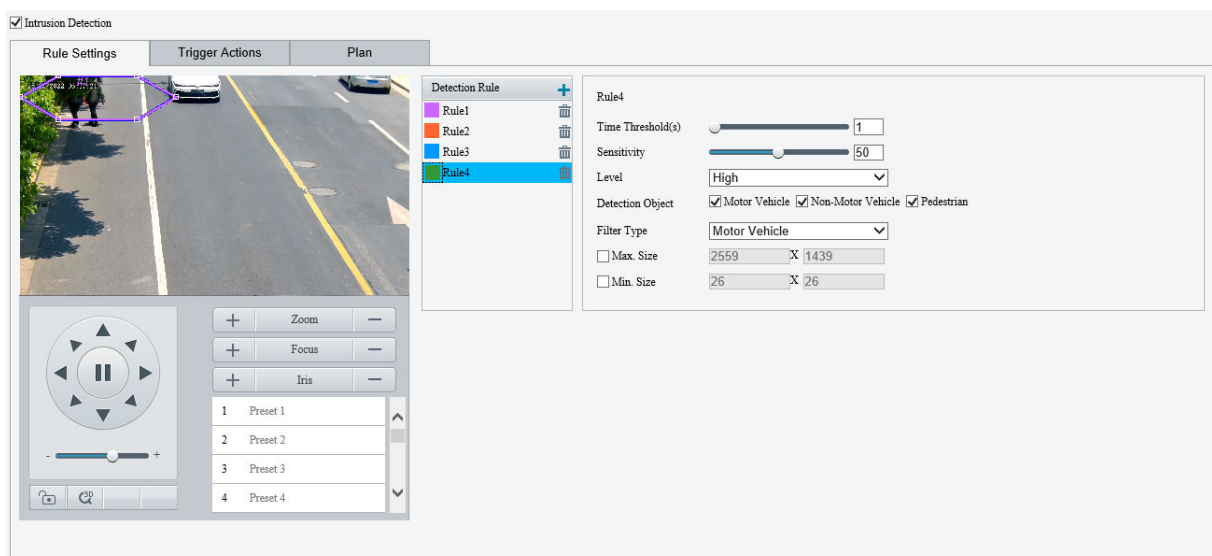 Intrusion Detection
Rule Settings Trigger Actions Plan
Detection Rule
Rule1
Rule2
Rule3
Rule4
Rule4
Time Threshold(s) 1
Sensitivity 50
Level High
Detection Object Motor Vehicle Non-Motor Vehicle Pedestrian
Filter Type Motor Vehicle
Max. Size 2559 X 1439
Min. Size 26 X 26
+ Zoom −
+ Focus −
+ Iris −
1 Preset 1
2 Preset 2
3 Preset 3
4 Preset 4
- +
3D